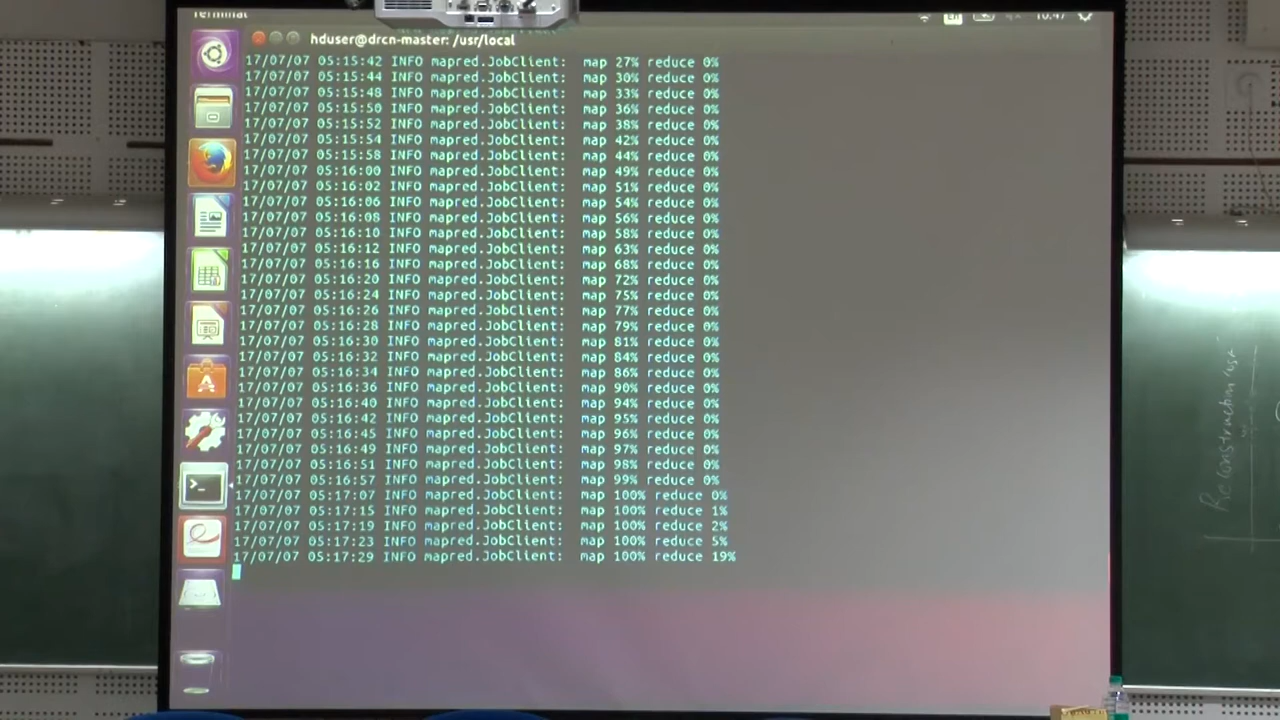 Terminal
En
10:47
hduser@drcn-master: /usr/local
17/07/07 05:15:42 INFO mapred.JobClient:  map 27% reduce 0%
17/07/07 05:15:44 INFO mapred.JobClient:  map 30% reduce 0%
17/07/07 05:15:48 INFO mapred.JobClient:  map 33% reduce 0%
17/07/07 05:15:50 INFO mapred.JobClient:  map 36% reduce 0%
17/07/07 05:15:52 INFO mapred.JobClient:  map 38% reduce 0%
17/07/07 05:15:54 INFO mapred.JobClient:  map 42% reduce 0%
17/07/07 05:15:58 INFO mapred.JobClient:  map 44% reduce 0%
17/07/07 05:16:00 INFO mapred.JobClient:  map 49% reduce 0%
17/07/07 05:16:02 INFO mapred.JobClient:  map 51% reduce 0%
17/07/07 05:16:06 INFO mapred.JobClient:  map 54% reduce 0%
17/07/07 05:16:08 INFO mapred.JobClient:  map 56% reduce 0%
17/07/07 05:16:10 INFO mapred.JobClient:  map 58% reduce 0%
17/07/07 05:16:12 INFO mapred.JobClient:  map 63% reduce 0%
17/07/07 05:16:16 INFO mapred.JobClient:  map 68% reduce 0%
17/07/07 05:16:20 INFO mapred.JobClient:  map 72% reduce 0%
17/07/07 05:16:24 INFO mapred.JobClient:  map 75% reduce 0%
17/07/07 05:16:26 INFO mapred.JobClient:  map 77% reduce 0%
17/07/07 05:16:28 INFO mapred.JobClient:  map 79% reduce 0%
17/07/07 05:16:30 INFO mapred.JobClient:  map 81% reduce 0%
17/07/07 05:16:32 INFO mapred.JobClient:  map 84% reduce 0%
17/07/07 05:16:34 INFO mapred.JobClient:  map 86% reduce 0%
17/07/07 05:16:36 INFO mapred.JobClient:  map 90% reduce 0%
17/07/07 05:16:40 INFO mapred.JobClient:  map 94% reduce 0%
17/07/07 05:16:42 INFO mapred.JobClient:  map 95% reduce 0%
17/07/07 05:16:45 INFO mapred.JobClient:  map 96% reduce 0%
17/07/07 05:16:49 INFO mapred.JobClient:  map 97% reduce 0%
17/07/07 05:16:51 INFO mapred.JobClient:  map 98% reduce 0%
17/07/07 05:16:57 INFO mapred.JobClient:  map 99% reduce 0%
17/07/07 05:17:07 INFO mapred.JobClient:  map 100% reduce 0%
17/07/07 05:17:15 INFO mapred.JobClient:  map 100% reduce 1%
17/07/07 05:17:19 INFO mapred.JobClient:  map 100% reduce 2%
17/07/07 05:17:23 INFO mapred.JobClient:  map 100% reduce 5%
17/07/07 05:17:29 INFO mapred.JobClient:  map 100% reduce 19%
Reconstruction